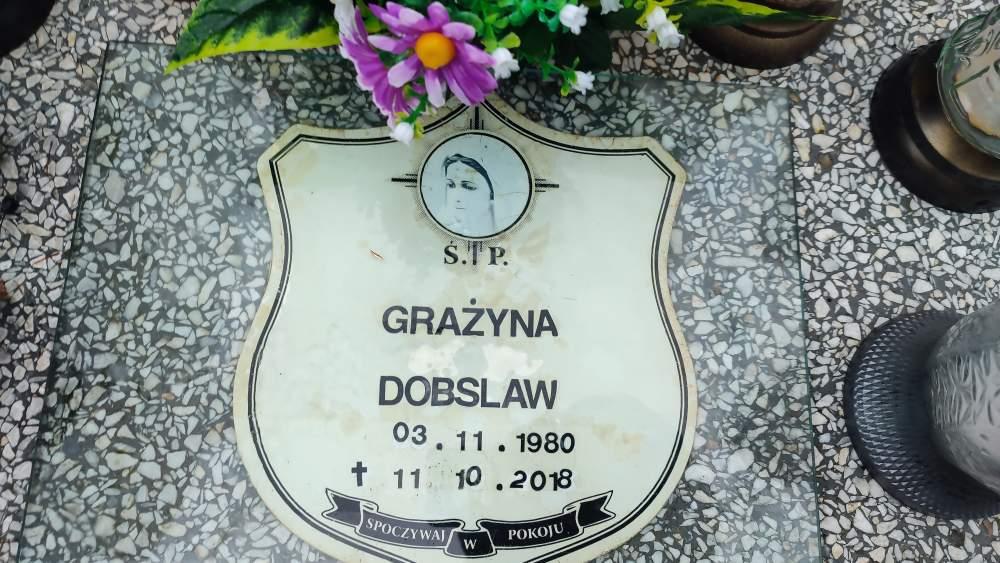 Ś. † P.
GRAŻYNA
DOBSLAW
03. 11. 1980
✝ 11 10. 2018
SPOCZYWAJ W POKOJU